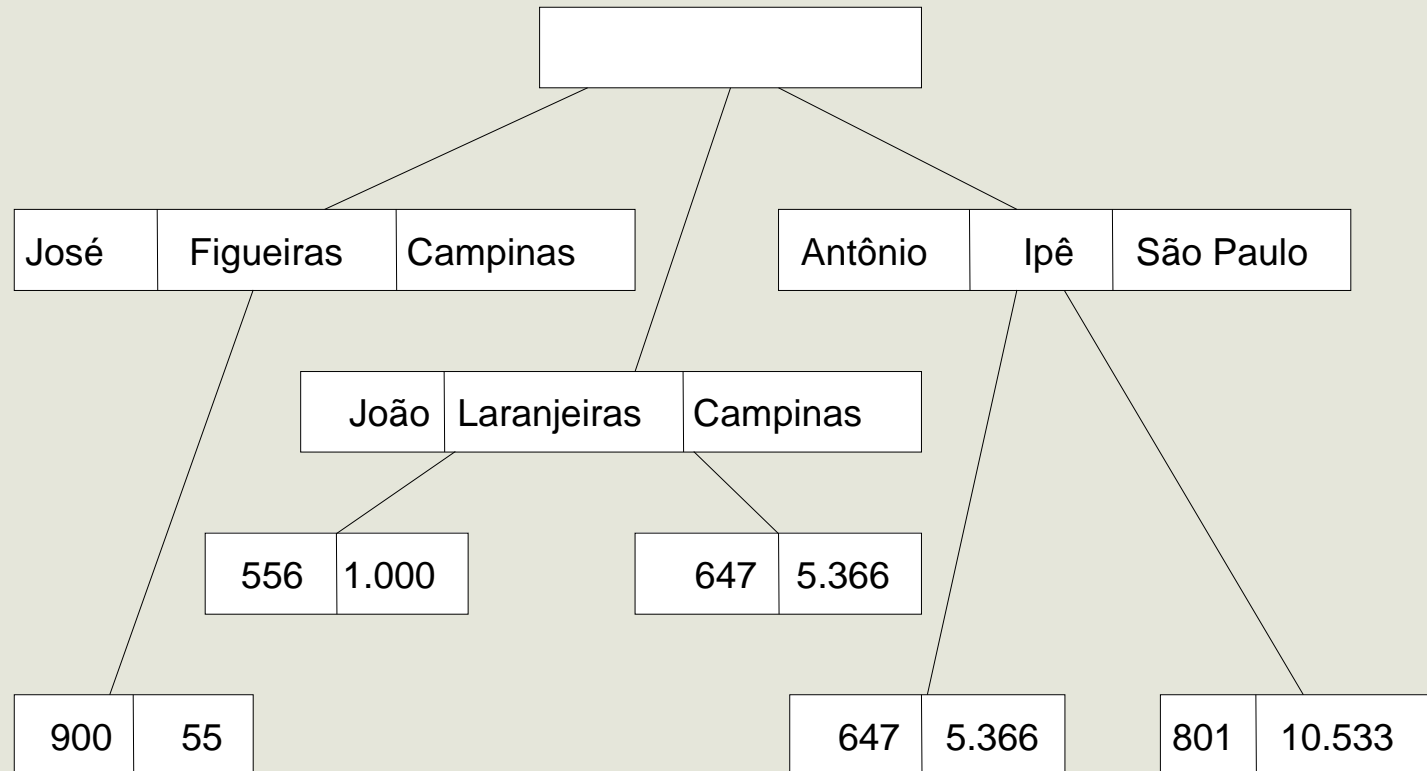 José Figueiras Campinas
Antônio Ipê São Paulo
João Laranjeiras Campinas
556 1.000
647 5.366
900 55
647 5.366
801 10.533